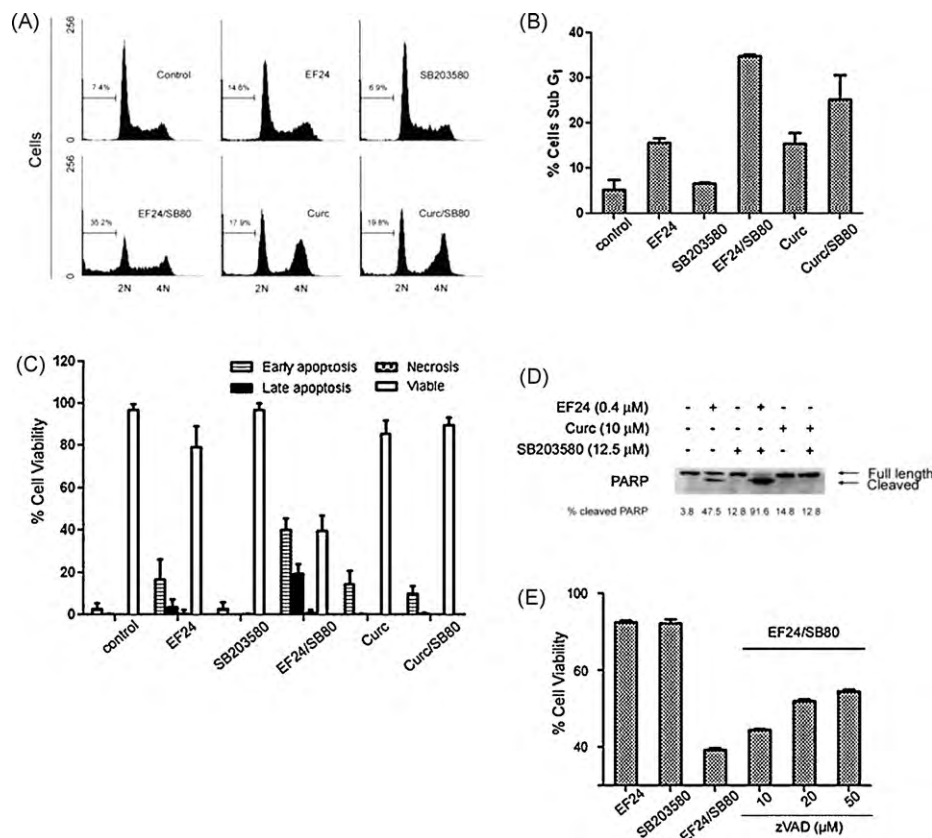 (A)
256
Cells
0
7.4%
Control
14.6%
EF24
6.9%
SB203580
256
0
35.2%
EF24/SB80
17.9%
Curc
19.8%
Curc/SB80
2N 4N 2N 4N 2N 4N
(B)
% Cells Sub G1
40
30
20
10
0
control EF24 SB203580 EF24/SB80 Curc Curc/SB80
(C)
% Cell Viability
120
100
80
60
40
20
0
Early apoptosis
Late apoptosis
Necrosis
Viable
control EF24 SB203580 EF24/SB80 Curc Curc/SB80
(D)
EF24 (0.4 µM) - + - + - -
Curc (10 µM) - - - - + +
SB203580 (12.5 µM) - - + + - +
PARP
Full length
Cleaved
% cleaved PARP 3.8 47.5 12.8 91.6 14.8 12.8
(E)
% Cell Viability
100
60
40
EF24/SB80
EF24 SB203580 EF24/SB80 10 20 50
zVAD (µM)